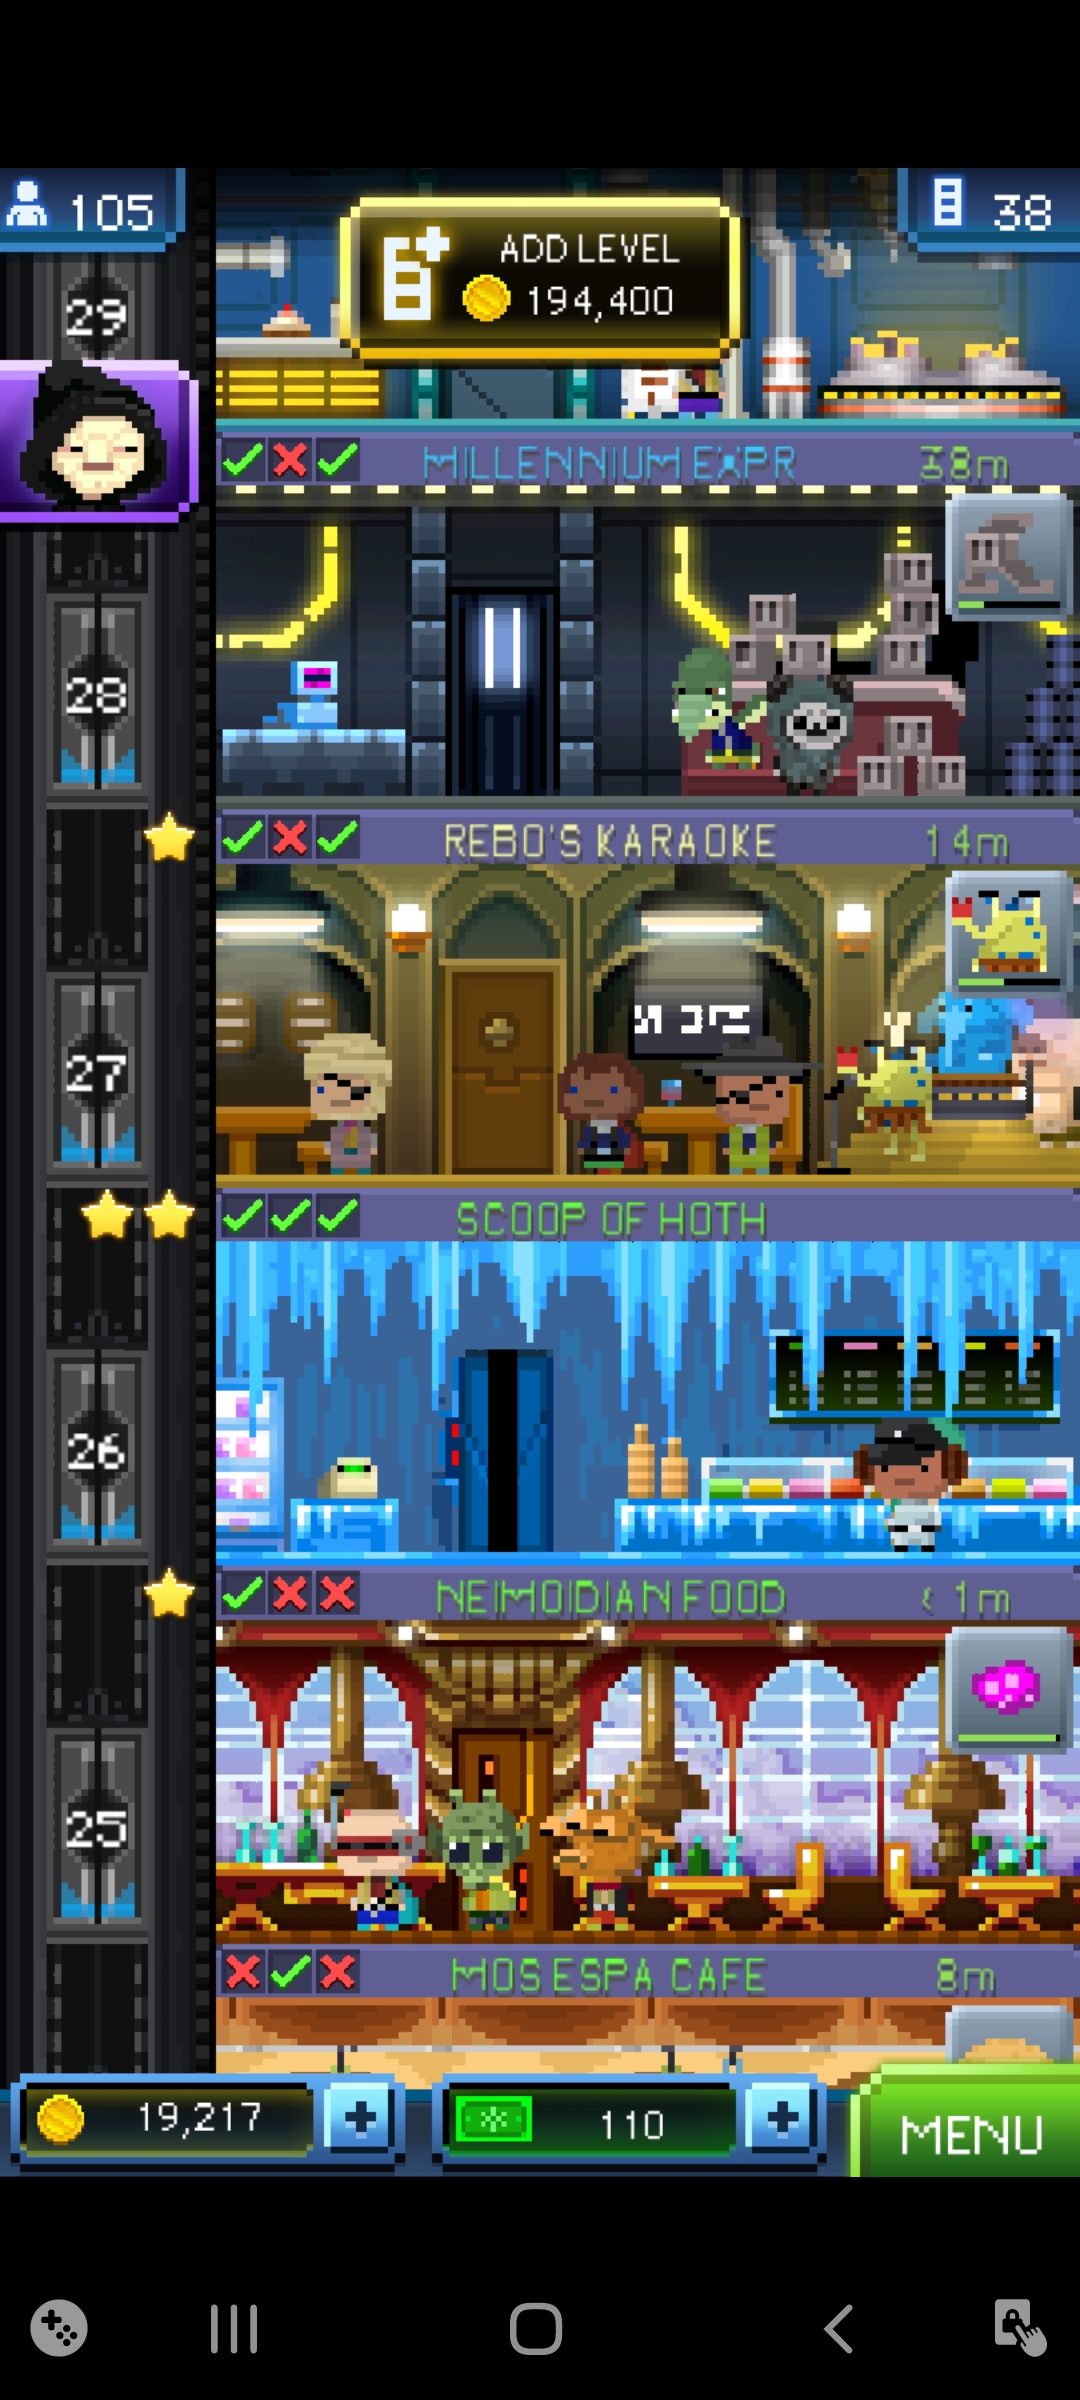 105
38
ADD LEVEL
194,400
29
MILLENNIUM EXPR
38m
28
REBO'S KARAOKE
14m
27
SCOOP OF HOTH
26
NEIMOIDIAN FOOD
< 1m
25
MOS ESPA CAFE
8m
19,217
110
MENU